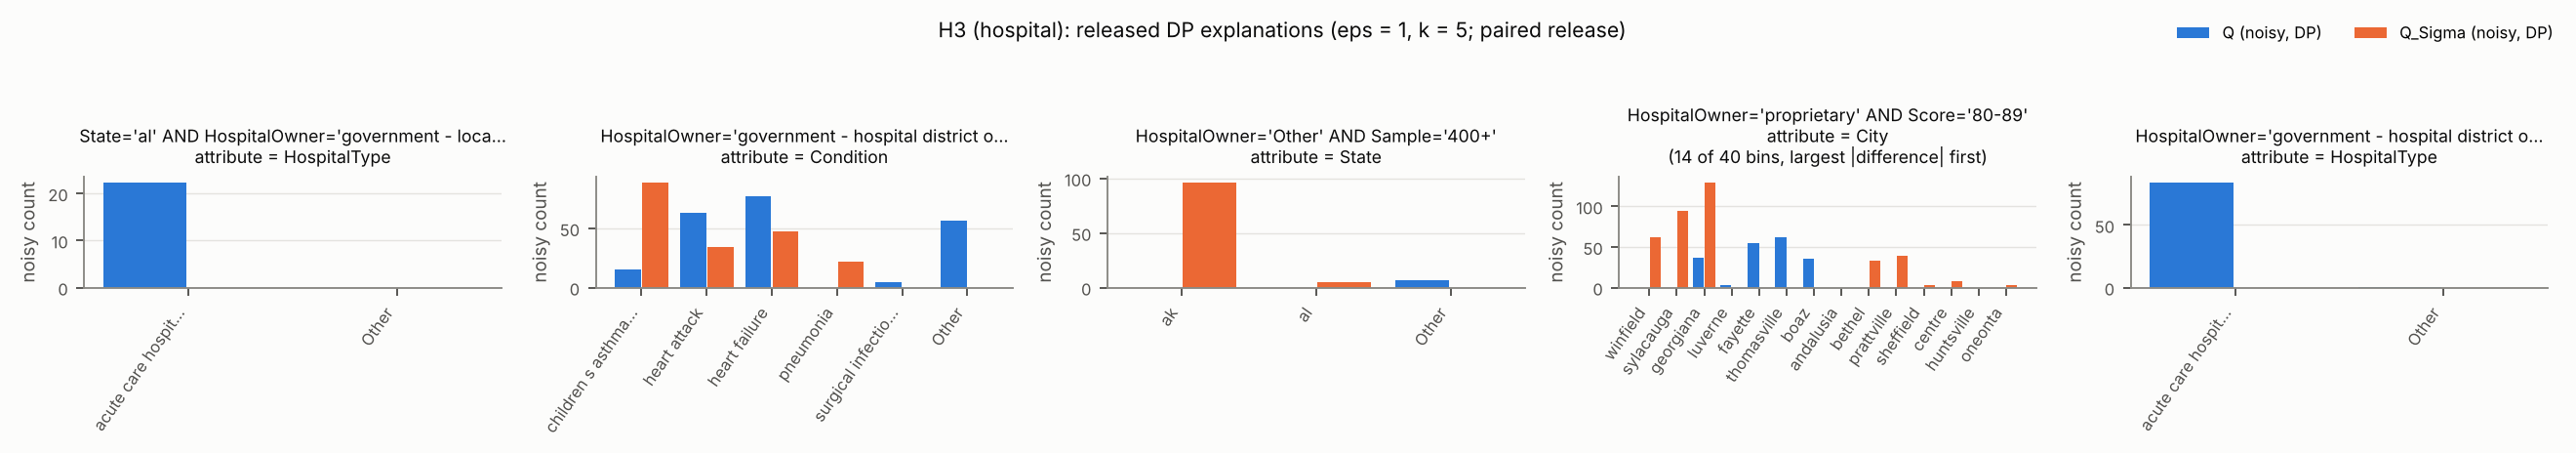 H3 (hospital): released DP explanations (eps = 1, k = 5; paired release)
Q (noisy, DP)
Q_Sigma (noisy, DP)
State='al' AND HospitalOwner='government - loca...
attribute = HospitalType
noisy count
20
10
0
acute care hospit...
Other
HospitalOwner='government - hospital district o...
attribute = Condition
noisy count
50
0
children s asthma...
heart attack
heart failure
pneumonia
surgical infectio...
Other
HospitalOwner='Other' AND Sample='400+'
attribute = State
noisy count
100
50
0
ak
al
Other
HospitalOwner='proprietary' AND Score='80-89'
attribute = City
(14 of 40 bins, largest |difference| first)
noisy count
100
50
0
winfield
sylacauga
georgiana
luverne
fayette
thomasville
boaz
andalusia
bethel
prattville
sheffield
centre
huntsville
oneonta
HospitalOwner='government - hospital district o...
attribute = HospitalType
noisy count
50
0
acute care hospit...
Other